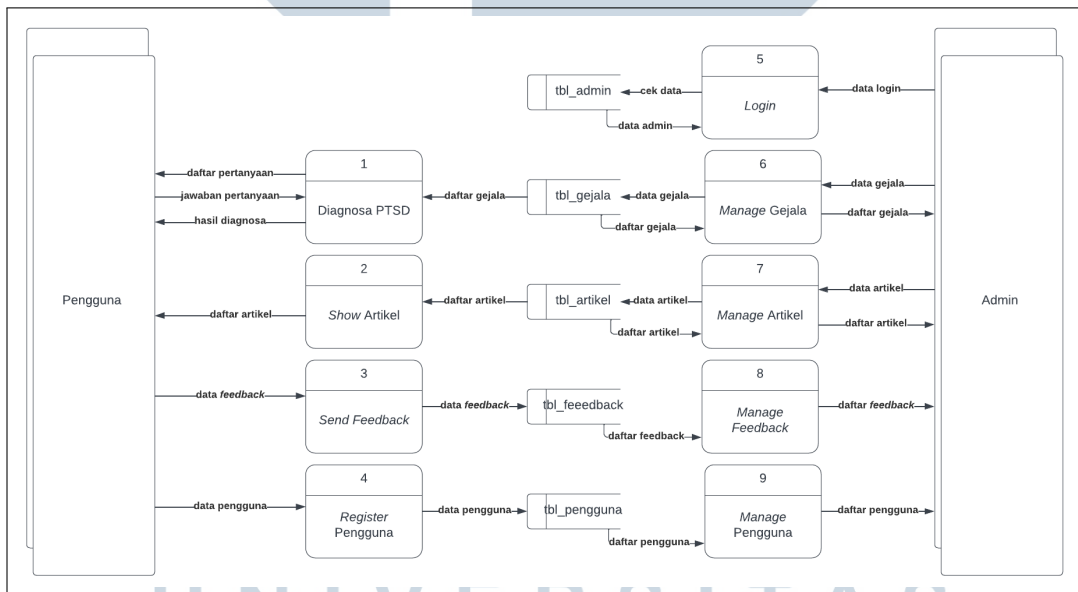 5
tbl_admin
cek data
data login
Login
data admin
1
6
daftar pertanyaan
data gejala
jawaban pertanyaan
Diagnosa PTSD
daftar gejala
tbl_gejala
data gejala
Manage Gejala
daftar gejala
hasil diagnosa
daftar gejala
2
7
data artikel
Pengguna
daftar artikel
tbl_artikel
data artikel
Admin
daftar artikel
Show Artikel
Manage Artikel
daftar artikel
daftar artikel
3
8
data feedback
data feedback
tbl_feeedback
daftar feedback
Send Feedback
Manage
Feedback
daftar feedback
4
9
data pengguna
data pengguna
tbl_pengguna
daftar pengguna
Register
Pengguna
Manage
Pengguna
daftar pengguna